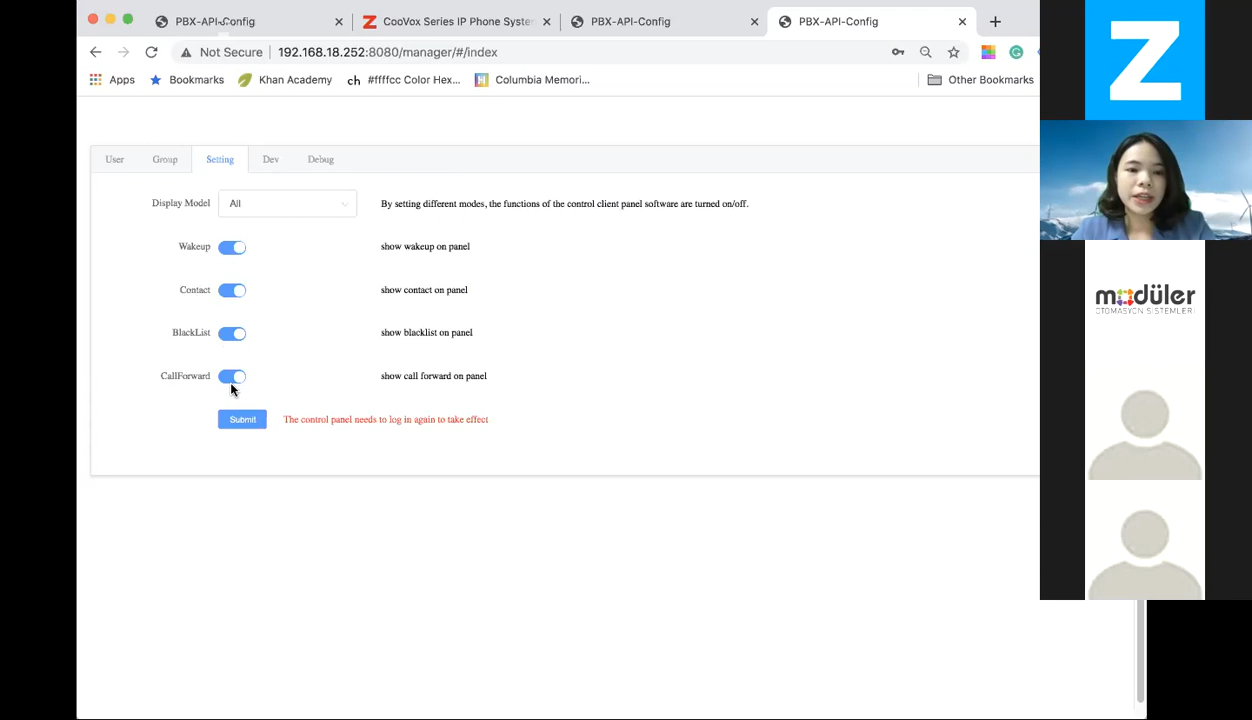 PBX-API-Config
CooVox Series IP Phone System
PBX-API-Config
PBX-API-Config
Not Secure 192.168.18.252:8080/manager/#/index
Apps Bookmarks Khan Academy ch #ffffcc Color Hex... Columbia Memori... Other Bookmarks
User Group Setting Dev Debug
Display Model All By setting different modes, the functions of the control client panel software are turned on/off.
Wakeup show wakeup on panel
Contact show contact on panel
BlackList show blacklist on panel
CallForward show call forward on panel
Submit The control panel needs to log in again to take effect
Z
modüler
OTOMASYON SİSTEMLERİ